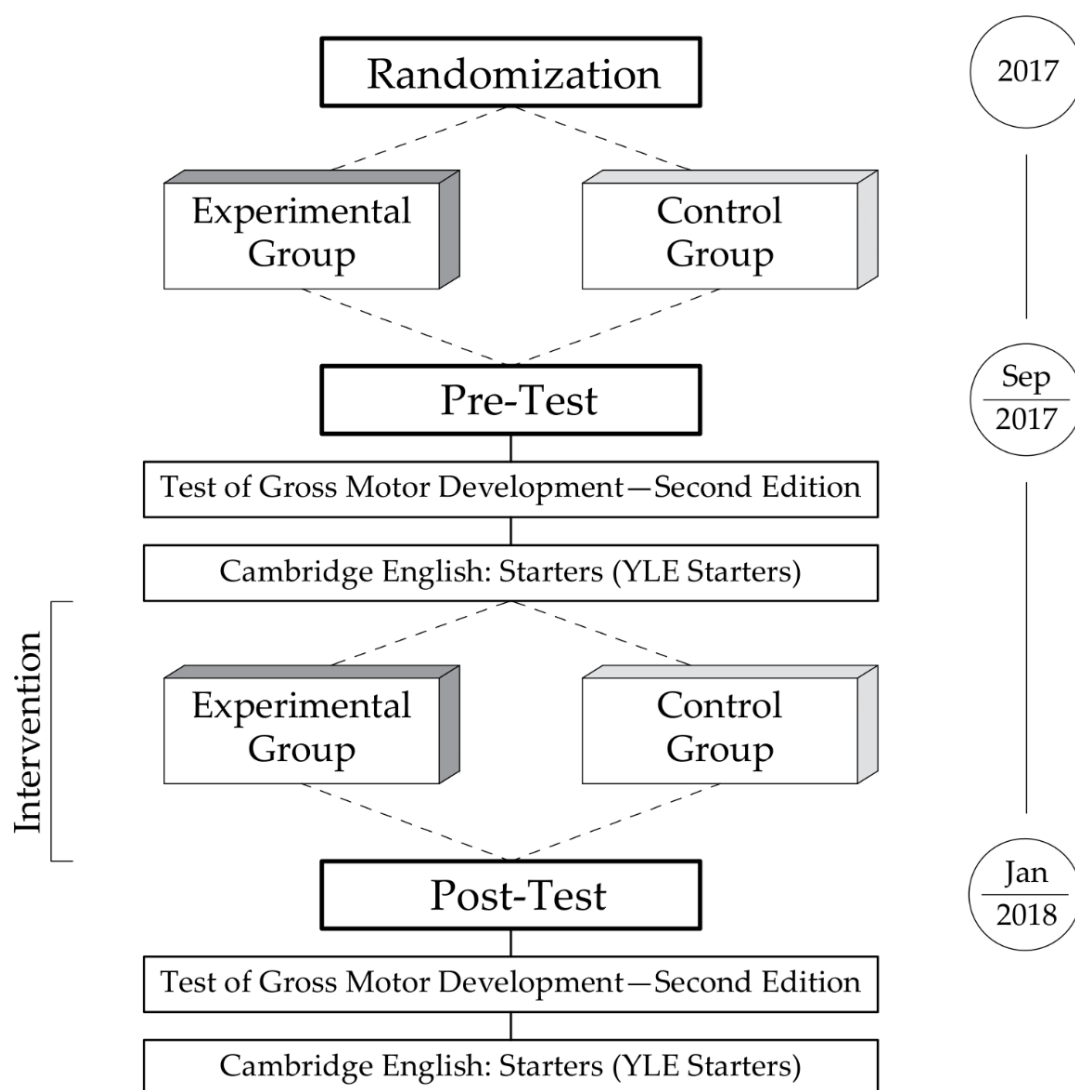 Randomization
2017
Experimental
Group
Control
Group
Pre-Test
Sep
2017
Test of Gross Motor Development—Second Edition
Cambridge English: Starters (YLE Starters)
Intervention
Experimental
Group
Control
Group
Post-Test
Jan
2018
Test of Gross Motor Development—Second Edition
Cambridge English: Starters (YLE Starters)